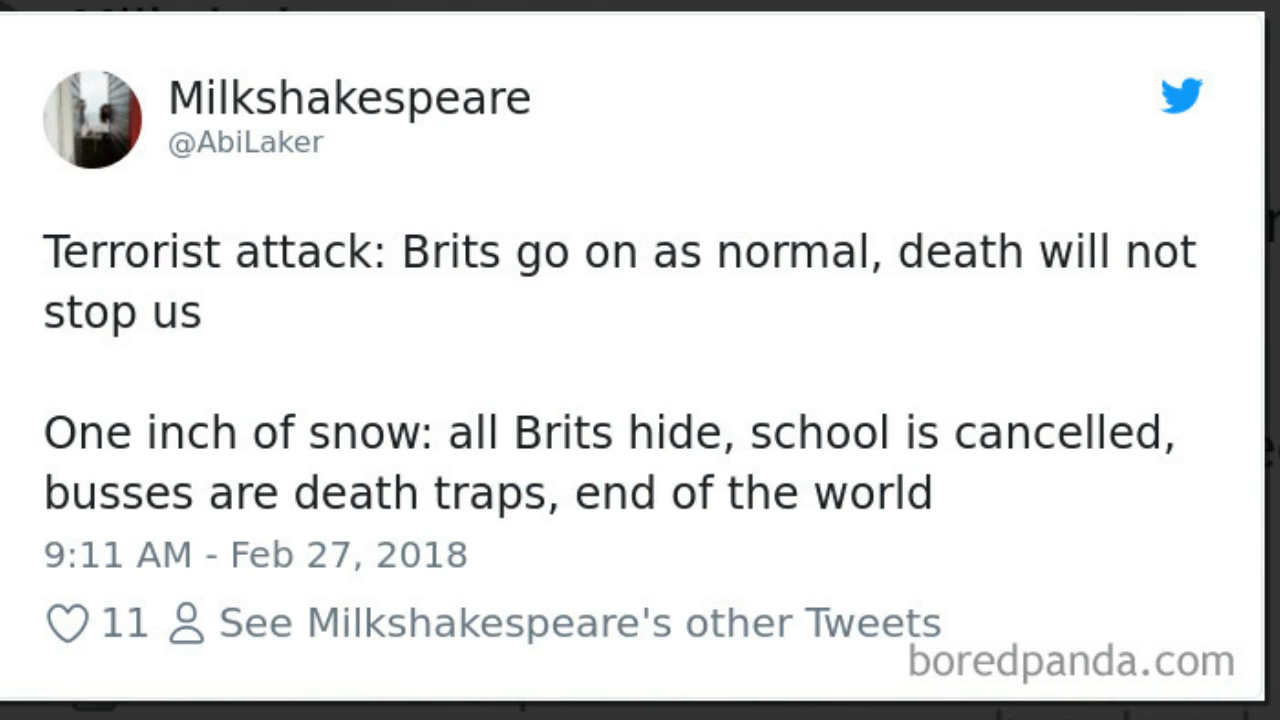 Milkshakespeare
@AbiLaker
Terrorist attack: Brits go on as normal, death will not
stop us
One inch of snow: all Brits hide, school is cancelled,
busses are death traps, end of the world
9:11 AM - Feb 27, 2018
11 See Milkshakespeare's other Tweets
boredpanda.com